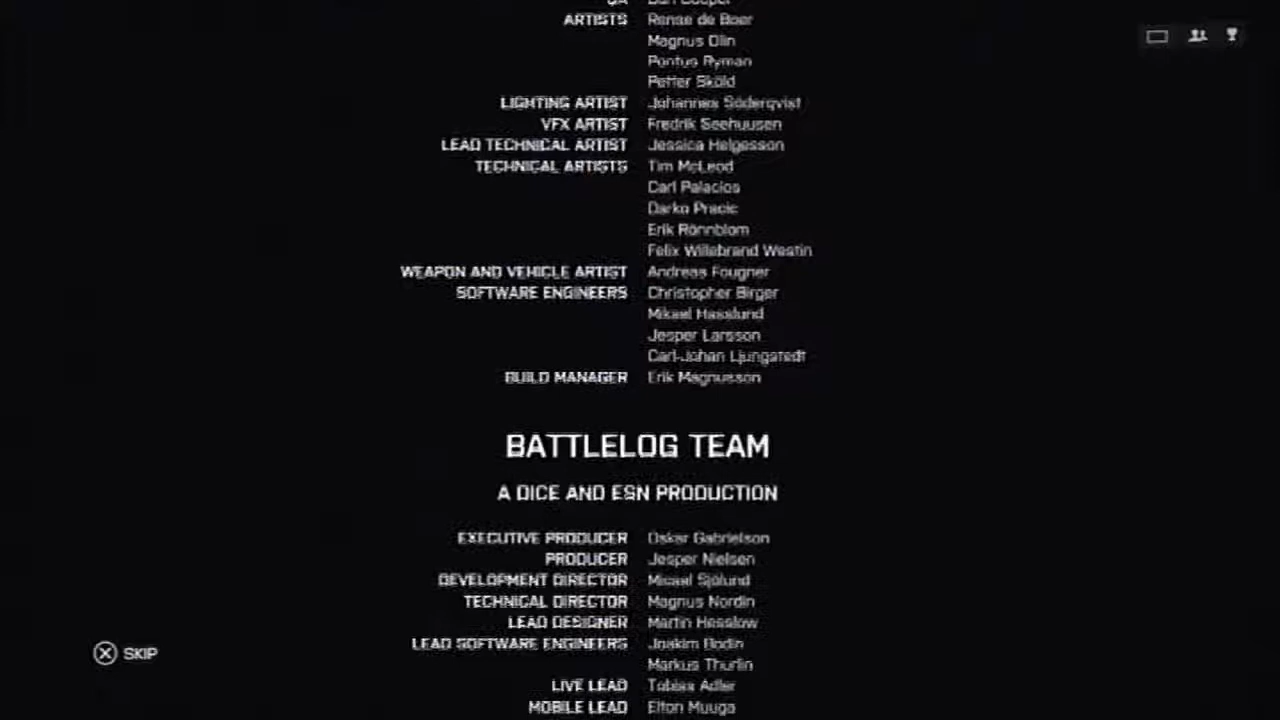 ARTISTS Rense de Boer
Magnus Olin
Pontus Ryman
Petter Sköld
LIGHTING ARTIST Johannes Söderqvist
VFX ARTIST Fredrik Seehuusen
LEAD TECHNICAL ARTIST Jessica Helgesson
TECHNICAL ARTISTS Tim McLeod
Carl Palacios
Darko Pracic
Erik Rönnblom
Felix Willebrand Westin
WEAPON AND VEHICLE ARTIST Andreas Fougner
SOFTWARE ENGINEERS Christopher Birger
Mikael Hasslund
Jesper Larsson
Carl-Johan Ljungstedt
BUILD MANAGER Erik Magnusson
BATTLELOG TEAM
A DICE AND ESN PRODUCTION
EXECUTIVE PRODUCER Oskar Gabrielson
PRODUCER Jesper Nielsen
DEVELOPMENT DIRECTOR Micael Sjölund
TECHNICAL DIRECTOR Magnus Nordin
LEAD DESIGNER Martin Hesslow
LEAD SOFTWARE ENGINEERS Joakim Bodin
Markus Thurlin
LIVE LEAD Tobias Adler
MOBILE LEAD Elton Muuga
SKIP